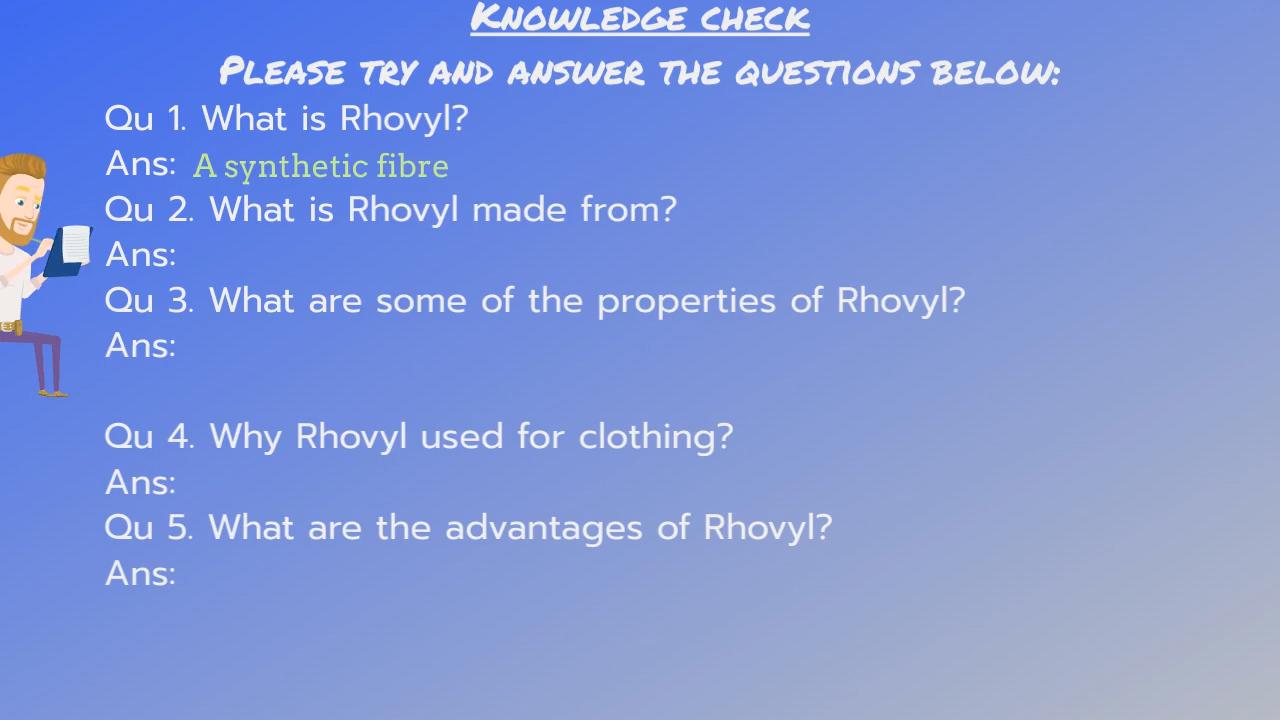 Knowledge check
Please try and answer the questions below:
Qu 1. What is Rhovyl?
Ans: A synthetic fibre
Qu 2. What is Rhovyl made from?
Ans:
Qu 3. What are some of the properties of Rhovyl?
Ans:
Qu 4. Why Rhovyl used for clothing?
Ans:
Qu 5. What are the advantages of Rhovyl?
Ans: